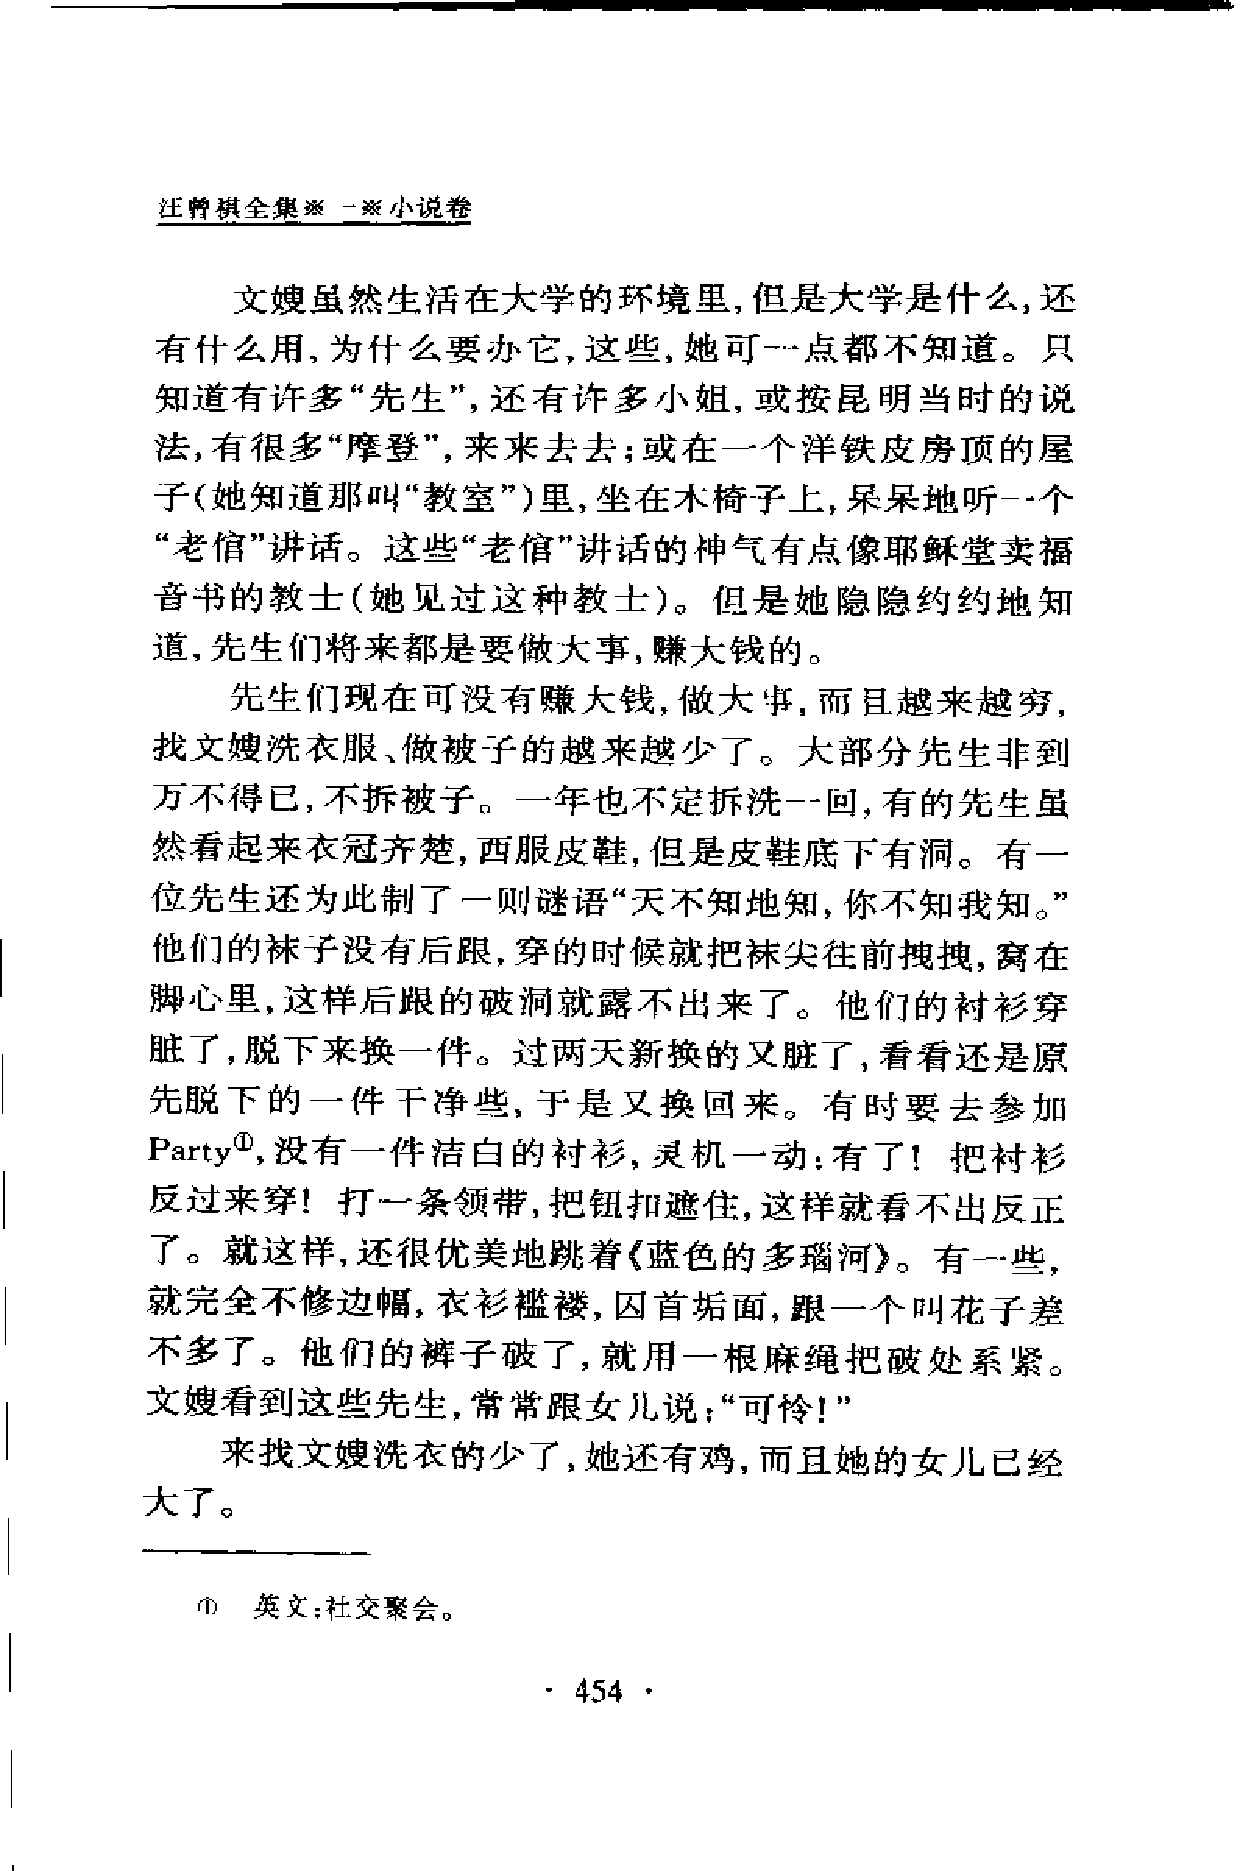 汪曾祺全集※ 一※小说卷
文嫂虽然生活在大学的环境里,但是大学是什么,还
有什么用,为什么要办它,这些,她可一点都不知道。只
知道有许多“先生”,还有许多小姐,或按昆明当时的说
法,有很多“摩登”,来来去去;或在一个洋铁皮房顶的屋
子(她知道那叫“教室”)里,坐在木椅子上,呆呆地听一个
“老倌”讲话。这些“老倌”讲话的神气有点像耶稣堂卖福
音书的教士(她见过这种教士)。但是她隐隐约约地知
道,先生们将来都是要做大事,赚大钱的。
先生们现在可没有赚大钱,做大事,而且越来越穷,
找文嫂洗衣服、做被子的越来越少了。大部分先生非到
万不得已,不拆被子。一年也不定拆洗一回,有的先生虽
然看起来衣冠齐楚,西服皮鞋,但是皮鞋底下有洞。有一
位先生还为此制了一则谜语“天不知地知,你不知我知。”
他们的袜子没有后跟,穿的时候就把袜尖往前拽拽,窝在
脚心里,这样后跟的破洞就露不出来了。他们的衬衫穿
脏了,脱下来换一件。过两天新换的又脏了,看看还是原
先脱下的一件干净些,于是又换回来。有时要去参加
Party①,没有一件洁白的衬衫,灵机一动:有了! 把衬衫
反过来穿! 打一条领带,把钮扣遮住,这样就看不出反正
了。就这样,还很优美地跳着《蓝色的多瑙河》。有一些,
就完全不修边幅,衣衫褴褛,囚首垢面,跟一个叫花子差
不多了。他们的裤子破了,就用一根麻绳把破处系紧。
文嫂看到这些先生,常常跟女儿说:“可怜!”
来找文嫂洗衣的少了,她还有鸡,而且她的女儿已经
大了。
① 英文:社交聚会。
· 454 ·